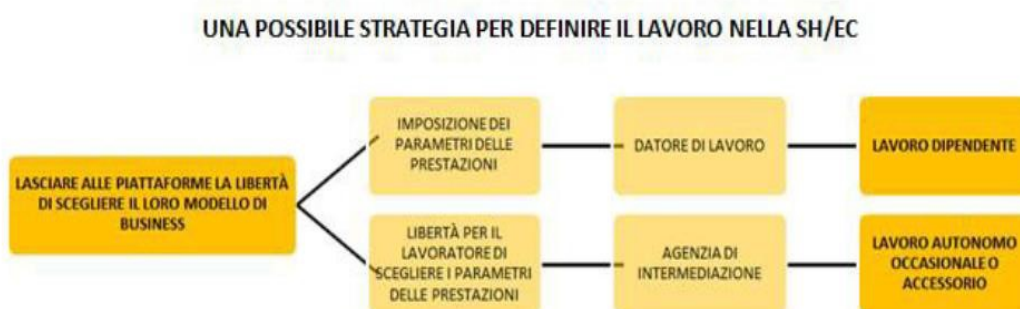 UNA POSSIBILE STRATEGIA PER DEFINIRE IL LAVORO NELLA SH/EC
IMPOSIZIONE DEI
PARAMETRI DELLE
PRESTAZIONI
DATORE DI LAVORO
LAVORO DIPENDENTE
LASCIARE ALLE PIATTAFORME LA LIBERTÀ
DI SCEGLIERE IL LORO MODELLO DI
BUSINESS
LIBERTÀ PER IL
LAVORATORE DI
SCEGLIERE I PARAMETRI
DELLE PRESTAZIONI
AGENZIA DI
INTERMEDIAZIONE
LAVORO AUTONOMO
OCCASIONALE O
ACCESSORIO